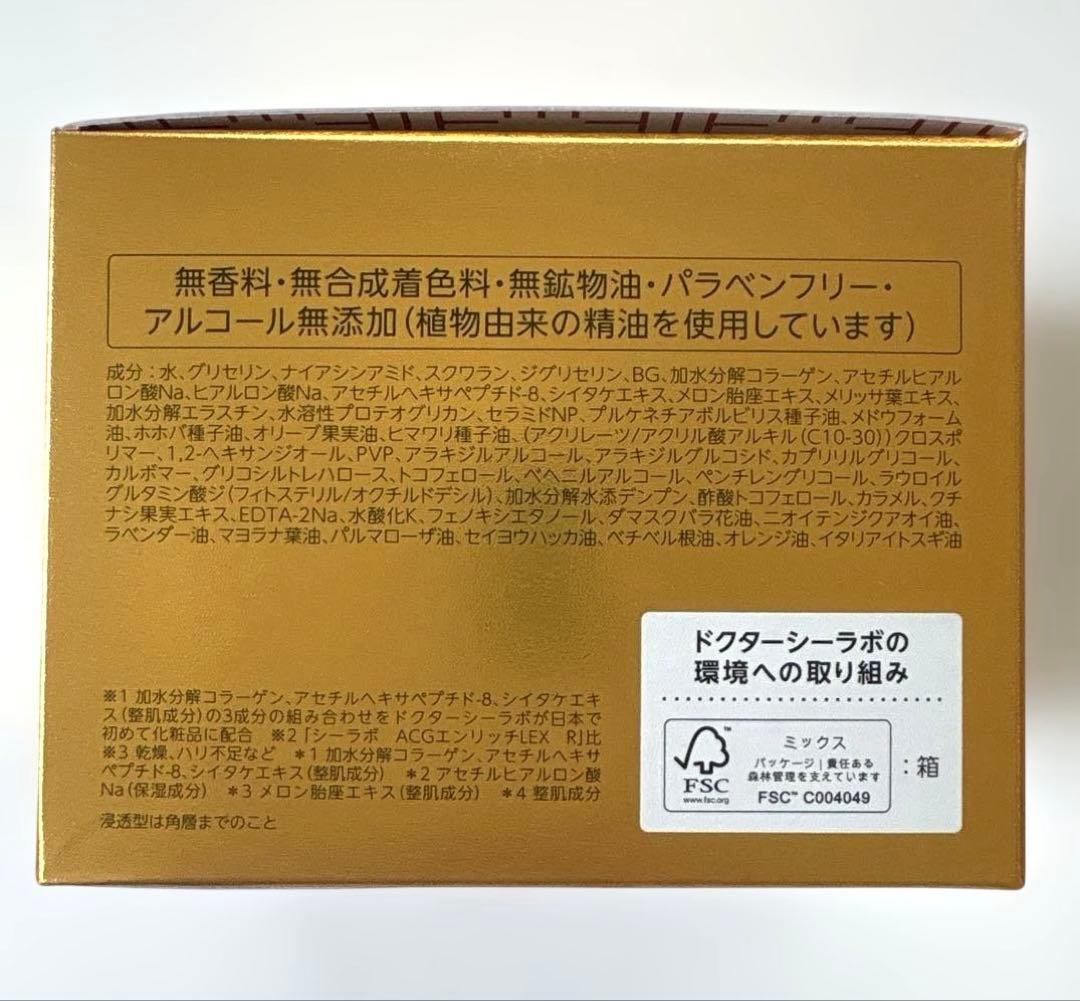 無香料・無合成着色料・無鉱物油・パラベンフリー・
アルコール無添加(植物由来の精油を使用しています)
成分：水、グリセリン、ナイアシンアミド、スクワラン、ジグリセリン、BG、加水分解コラーゲン、アセチルヒアル
ロン酸Na、ヒアルロン酸Na、アセチルヘキサペプチド-8、シイタケエキス、メロン胎座エキス、メリッサ葉エキス、
加水分解エラスチン、水溶性プロテオグリカン、セラミドNP、プルケネチアボルビリス種子油、メドウフォーム
油、ホホバ種子油、オリーブ果実油、ヒマワリ種子油、(アクリレーツ/アクリル酸アルキル(C10-30))クロスポ
リマー、1,2-ヘキサンジオール、PVP、アラキジルアルコール、アラキジルグルコシド、カプリリルグリコール、
カルボマー、グリコシルトレハロース、トコフェロール、ベヘニルアルコール、ペンチレングリコール、ラウロイル
グルタミン酸ジ(フィトステリル/オクチルドデシル)、加水分解水添デンプン、酢酸トコフェロール、カラメル、クチ
ナシ果実エキス、EDTA-2Na、水酸化K、フェノキシエタノール、ダマスクバラ花油、ニオイテンジクアオイ油、
ラベンダー油、マヨラナ葉油、パルマローザ油、セイヨウハッカ油、ベチベル根油、オレンジ油、イタリアイトスギ油
※1 加水分解コラーゲン、アセチルヘキサペプチド-8、シイタケエキ
ス(整肌成分)の3成分の組み合わせをドクターシーラボが日本で
初めて化粧品に配合 ※2「シーラボ ACGエンリッチLEX R」比
※3 乾燥、ハリ不足など ＊1 加水分解コラーゲン、アセチルヘキサ
ペプチド-8、シイタケエキス(整肌成分) ＊2 アセチルヒアルロン酸
Na(保湿成分) ＊3 メロン胎座エキス(整肌成分) ＊4 整肌成分
浸透型は角層までのこと
ドクターシーラボの
環境への取り組み
FSC™
www.fsc.org
ミックス
パッケージ｜責任ある
森林管理を支えています
FSC™ C004049
：箱